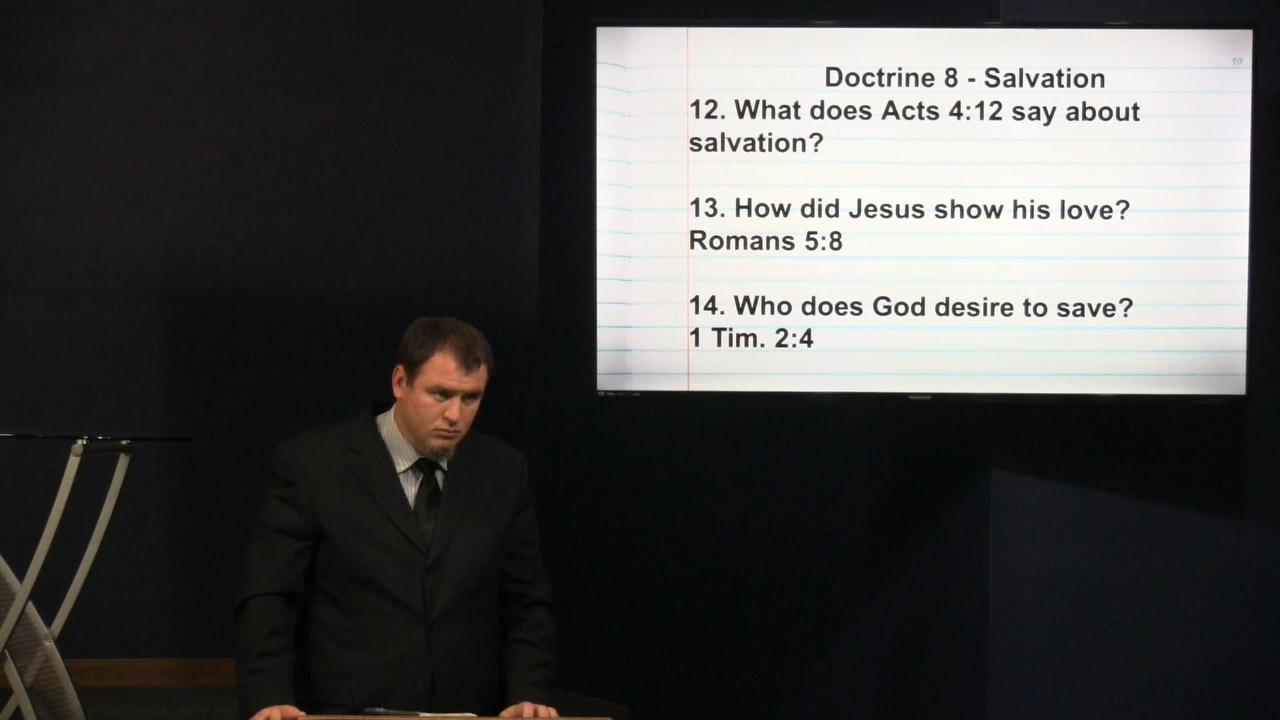 10
Doctrine 8 - Salvation
12. What does Acts 4:12 say about
salvation?
13. How did Jesus show his love?
Romans 5:8
14. Who does God desire to save?
1 Tim. 2:4